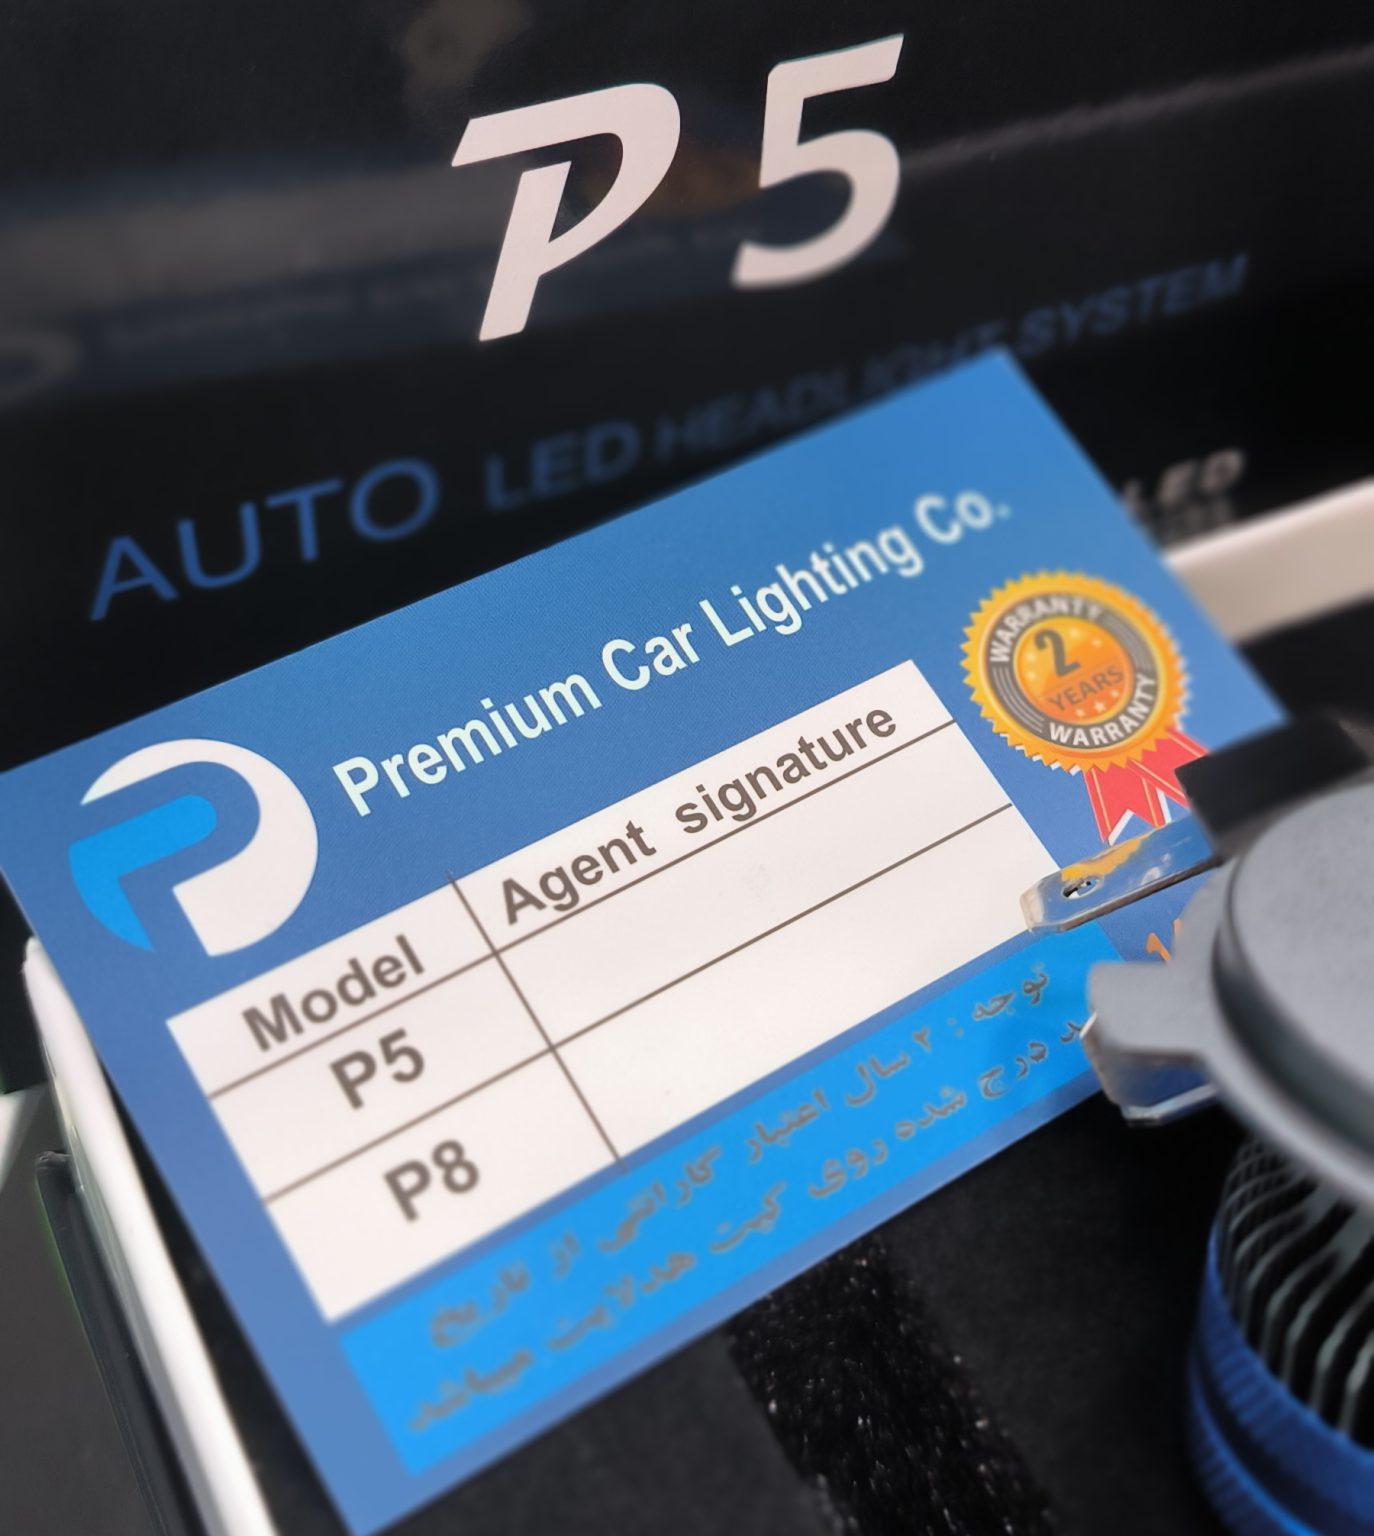 P5
AUTO LED HEADLIGHT SYSTEM
LED
Premium Car Lighting Co.
WARRANTY
2
YEARS
WARRANTY
Model
Agent signature
P5
P8
توجه : ۲ سال اعتبار گارانتی از تاریخ
درج شده روی کیت هدلایت میباشد